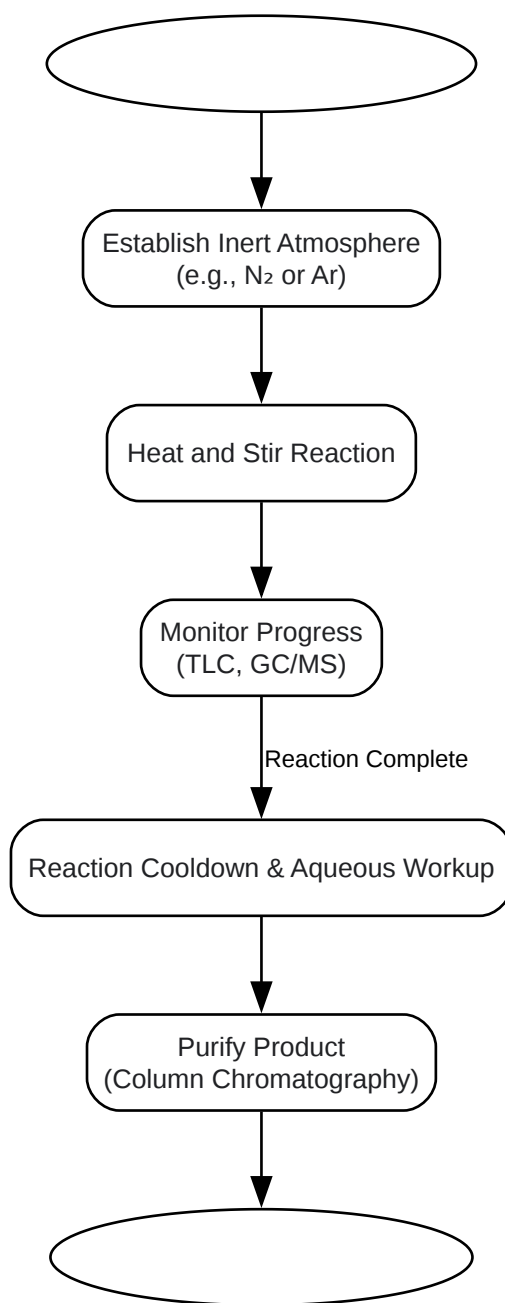 Establish Inert Atmosphere
(e.g., N₂ or Ar)
Heat and Stir Reaction
Monitor Progress
(TLC, GC/MS)
Reaction Complete
Reaction Cooldown & Aqueous Workup
Purify Product
(Column Chromatography)